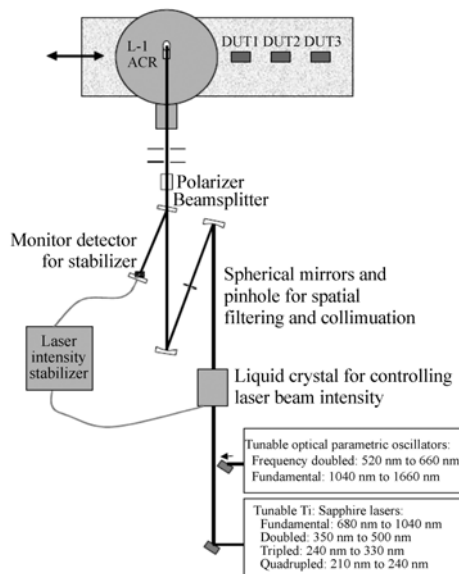 L-1
ACR
DUT1 DUT2 DUT3
Polarizer
Beamsplitter
Monitor detector
for stabilizer
Spherical mirrors and
pinhole for spatial
filtering and collimuation
Laser
intensity
stabilizer
Liquid crystal for controlling
laser beam intensity
Tunable optical parametric oscillators:
Frequency doubled: 520 nm to 660 nm
Fundamental: 1040 nm to 1660 nm
Tunable Ti: Sapphire lasers:
Fundamental: 680 nm to 1040 nm
Doubled: 350 nm to 500 nm
Tripled: 240 nm to 330 nm
Quadrupled: 210 nm to 240 nm